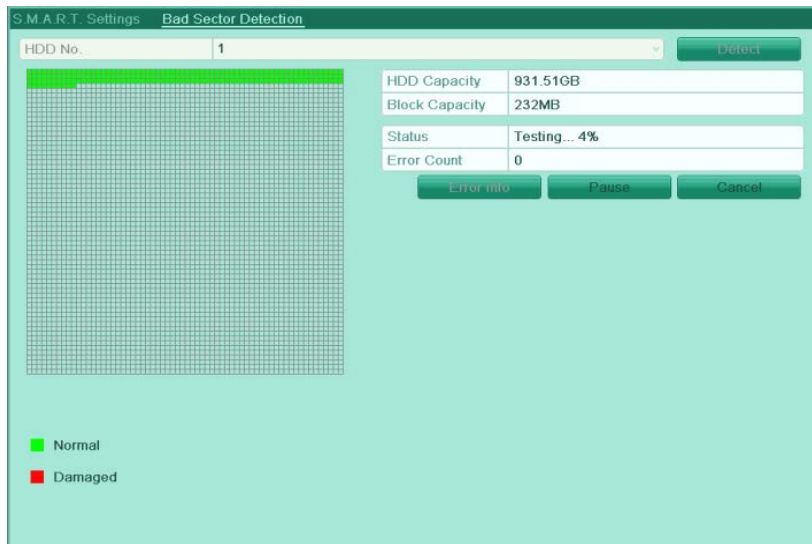 S.M.A.R.T. Settings Bad Sector Detection
HDD No. 1 Detect
HDD Capacity 931.51GB
Block Capacity 232MB
Status Testing... 4%
Error Count 0
Error info Pause Cancel
Normal
Damaged